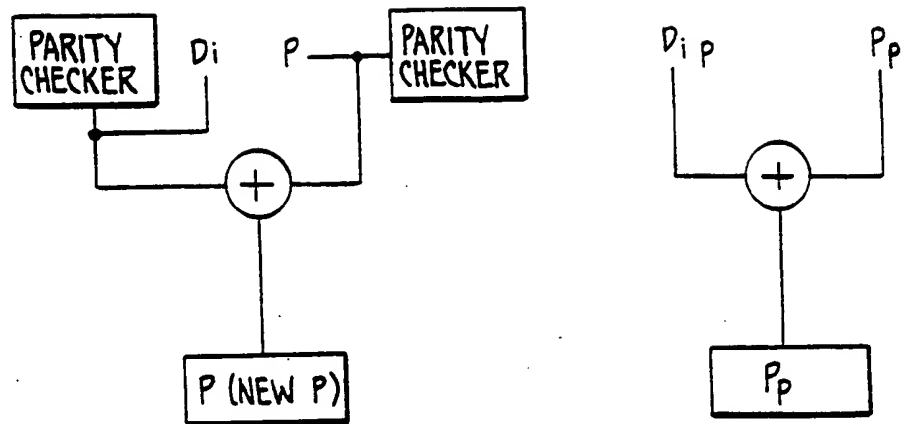 PARITY
CHECKER
Di
P
PARITY
CHECKER
+
P (NEW P)
Di p
Pp
+
Pp